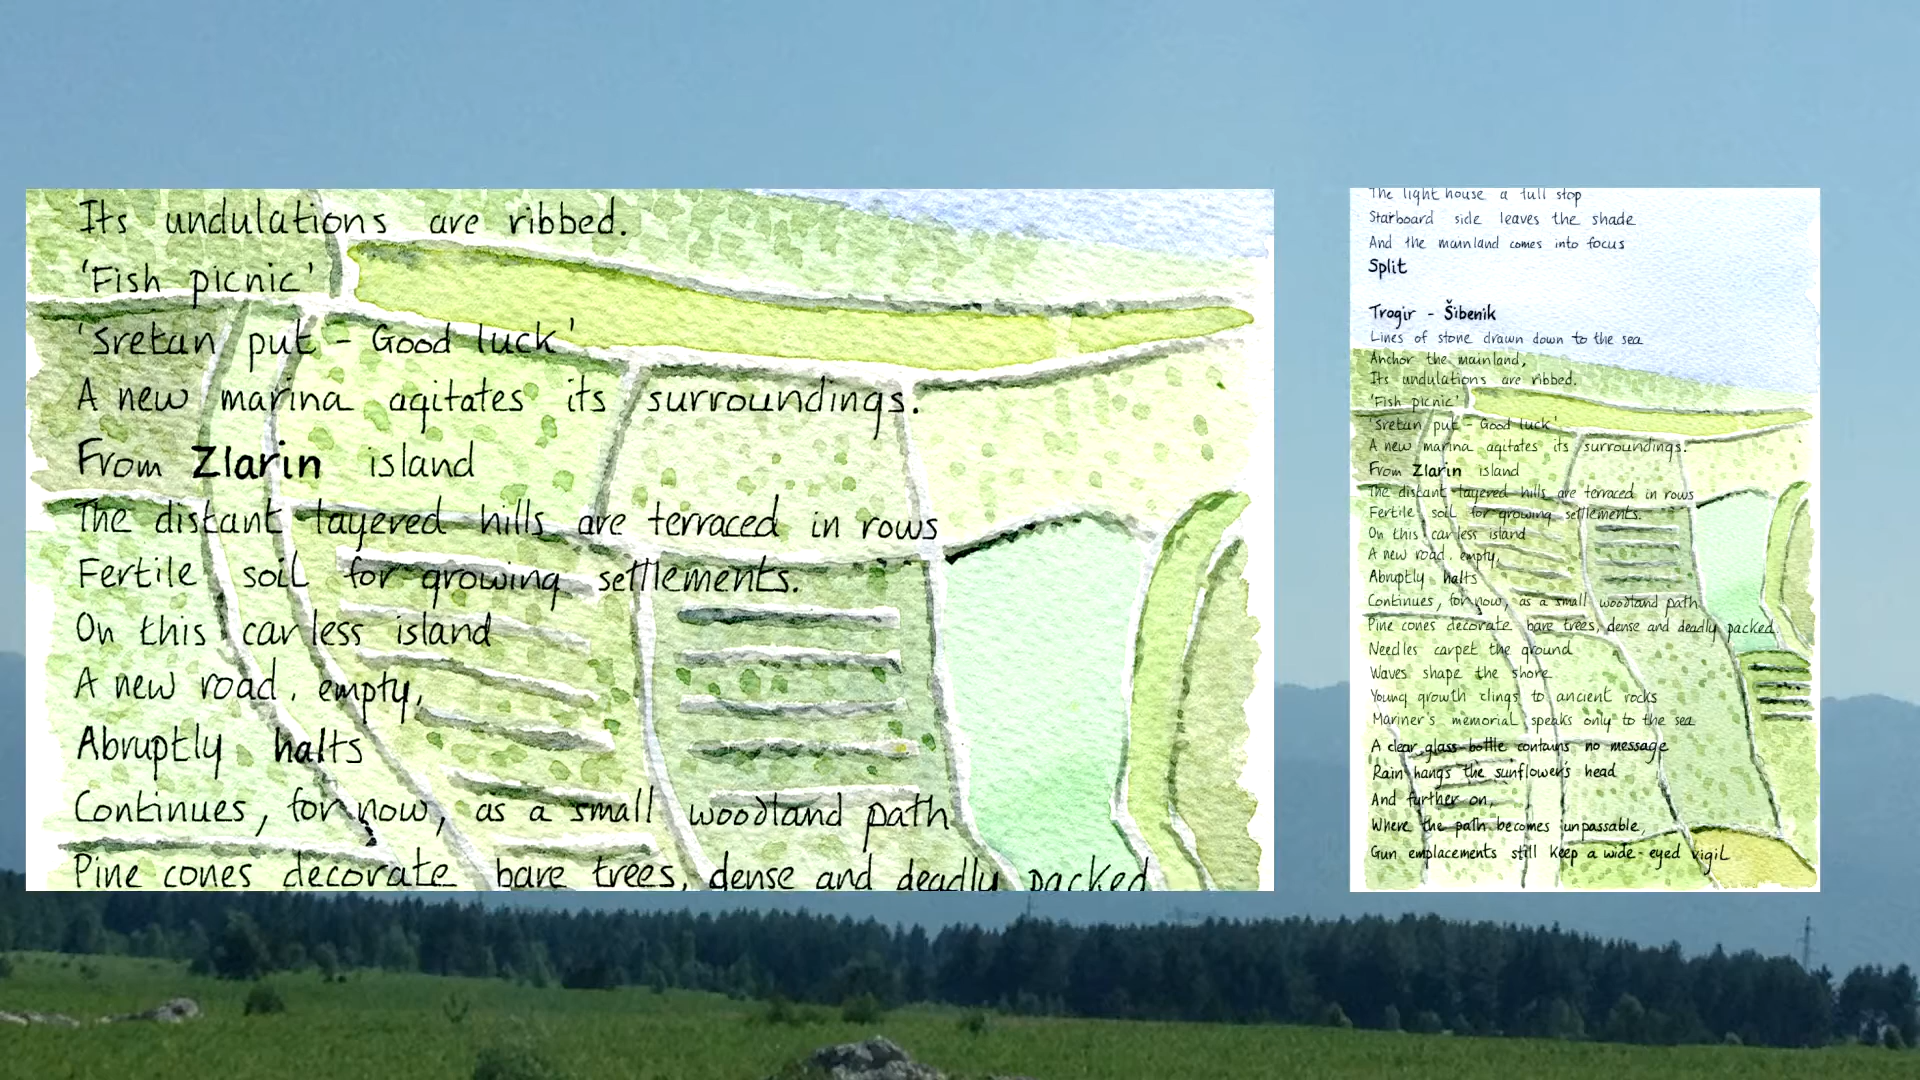 Its undulations are ribbed.
'Fish picnic'
'Sretan put - Good luck'
A new marina agitates its surroundings.
From Zlarin island
The distant layered hills are terraced in rows
Fertile soil for growing settlements.
On this car less island
A new road. empty,
Abruptly halts
Continues, for now, as a small woodland path
Pine cones decorate bare trees, dense and deadly packed
The light house a full stop
Starboard side leaves the shade
And the mainland comes into focus
Split
Trogir - Šibenik
Lines of stone drawn down to the sea
Anchor the mainland,
Its undulations are ribbed.
'Fish picnic'
'Sretan put - Good luck'
A new marina agitates its surroundings.
From Zlarin island
The distant layered hills are terraced in rows
Fertile soil for growing settlements.
On this car less island
A new road. empty,
Abruptly halts
Continues, for now, as a small woodland path
Pine cones decorate bare trees, dense and deadly packed
Needles carpet the ground
Waves shape the shore
Young growth clings to ancient rocks
Mariner's memorial speaks only to the sea
A clear glass bottle contains no message
Rain hangs the sunflowers head
And further on,
Where the path becomes unpassable,
Gun emplacements still keep a wide-eyed vigil